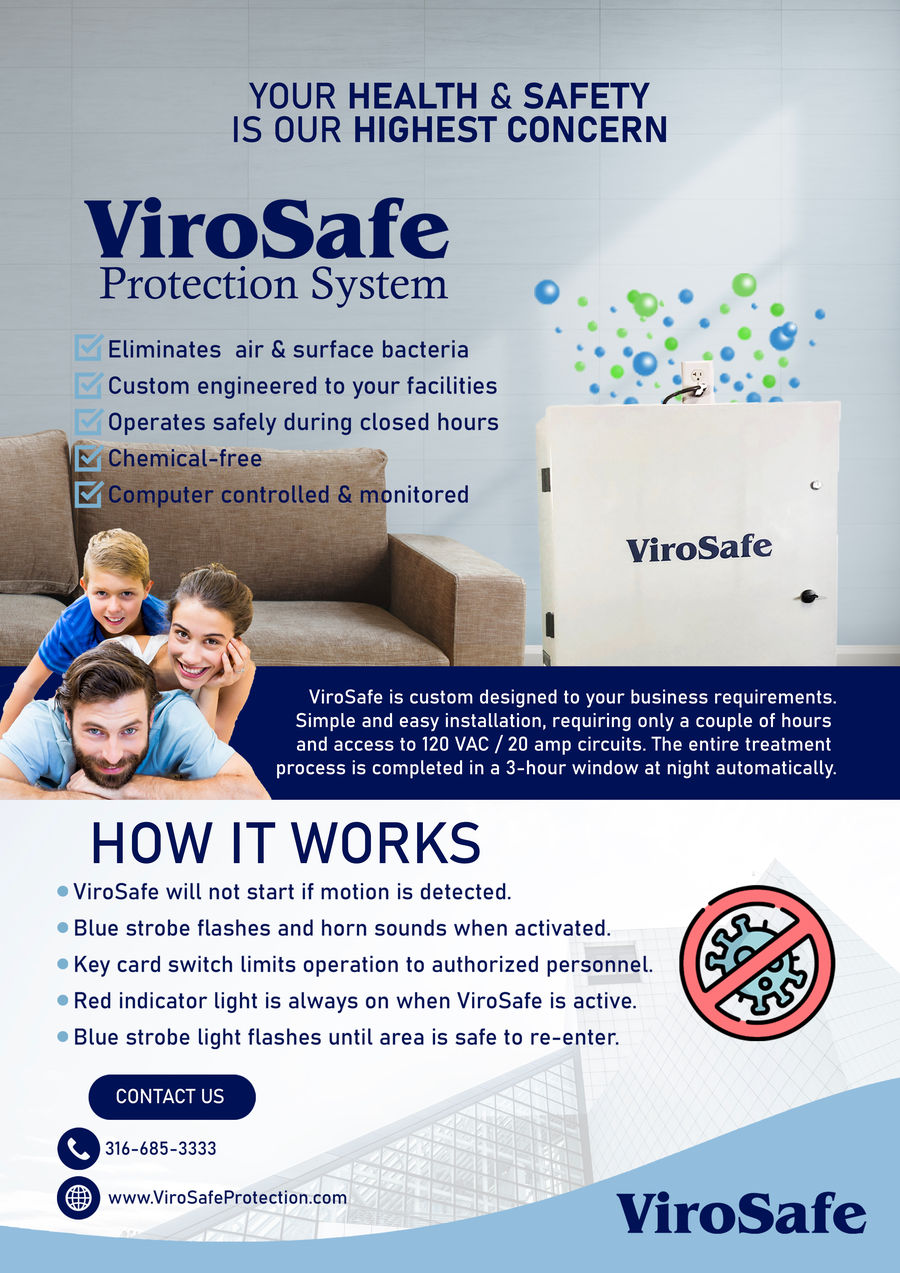 YOUR HEALTH & SAFETY
IS OUR HIGHEST CONCERN
ViroSafe
Protection System
Eliminates air & surface bacteria
Custom engineered to your facilities
Operates safely during closed hours
Chemical-free
Computer controlled & monitored
ViroSafe
ViroSafe is custom designed to your business requirements.
Simple and easy installation, requiring only a couple of hours
and access to 120 VAC / 20 amp circuits. The entire treatment
process is completed in a 3-hour window at night automatically.
HOW IT WORKS
ViroSafe will not start if motion is detected.
Blue strobe flashes and horn sounds when activated.
Key card switch limits operation to authorized personnel.
Red indicator light is always on when ViroSafe is active.
Blue strobe light flashes until area is safe to re-enter.
CONTACT US
316-685-3333
www.ViroSafeProtection.com
ViroSafe